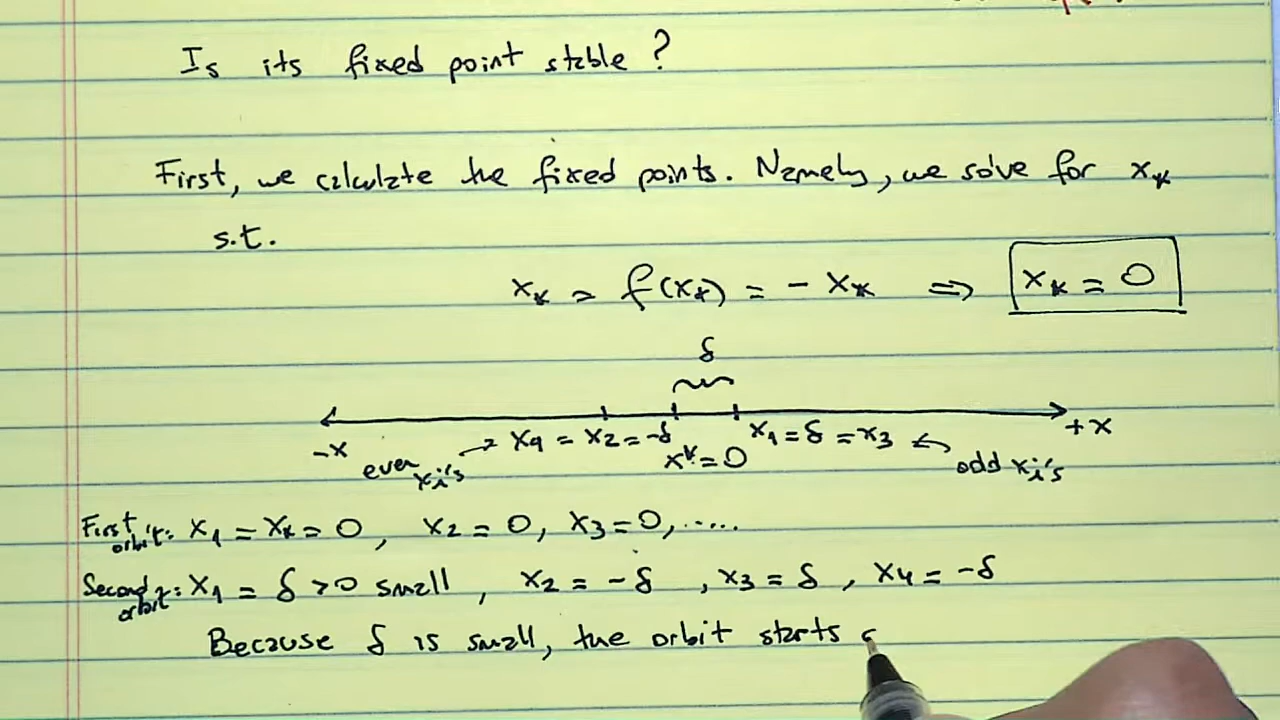 Is its fixed point stable ?
First, we calculate the fixed points. Namely, we solve for x*
s.t.
x* = f(x*) = - x* ⇒ x* = 0
δ
-x even xi's → x4 = x2 = -δ x* = 0 x1 = δ = x3 ← odd xi's +x
First orbit: x1 = x* = 0, x2 = 0, x3 = 0, .....
Second orbit: x1 = δ > 0 small, x2 = -δ, x3 = δ, x4 = -δ
Because δ is small, the orbit starts